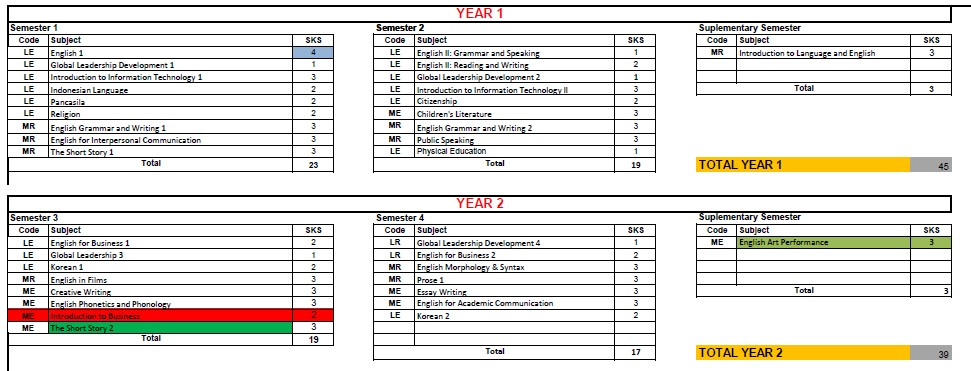 YEAR 1
Semester 1
Code Subject SKS
LE English 1 4
LE Global Leadership Development 1 1
LE Introduction to Information Technology 1 3
LE Indonesian Language 2
LE Pancasila 2
LE Religion 2
MR English Grammar and Writing 1 3
MR English for Interpersonal Communication 3
MR The Short Story 1 3
Total 23
Semester 2
Code Subject SKS
LE English II: Grammar and Speaking 1
LE English II: Reading and Writing 2
LE Global Leadership Development 2 1
LE Introduction to Information Technology II 3
LE Citizenship 2
ME Children's Literature 3
MR English Grammar and Writing 2 3
MR Public Speaking 3
LE Physical Education 1
Total 19
Suplementary Semester
Code Subject SKS
MR Introduction to Language and English 3
Total 3
TOTAL YEAR 1 45
YEAR 2
Semester 3
Code Subject SKS
LE English for Business 1 2
LE Global Leadership 3 1
LE Korean 1 2
MR English in Films 3
ME Creative Writing 3
ME English Phonetics and Phonology 3
ME Introduction to Business 2
ME The Short Story 2 3
Total 19
Semester 4
Code Subject SKS
LR Global Leadership Development 4 1
LR English for Business 2 2
MR English Morphology & Syntax 3
MR Prose 1 3
ME Essay Writing 3
ME English for Academic Communication 3
LE Korean 2 2
Total 17
Suplementary Semester
Code Subject SKS
ME English Art Performance 3
Total 3
TOTAL YEAR 2 39